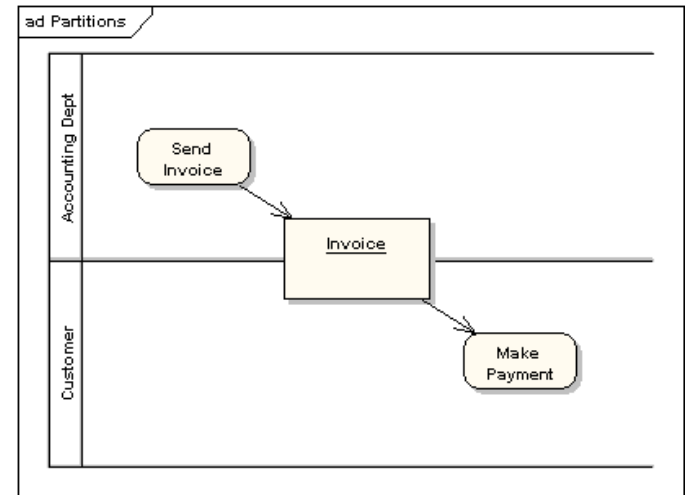 ad Partitions
Accounting Dept
Send
Invoice
Invoice
Customer
Make
Payment